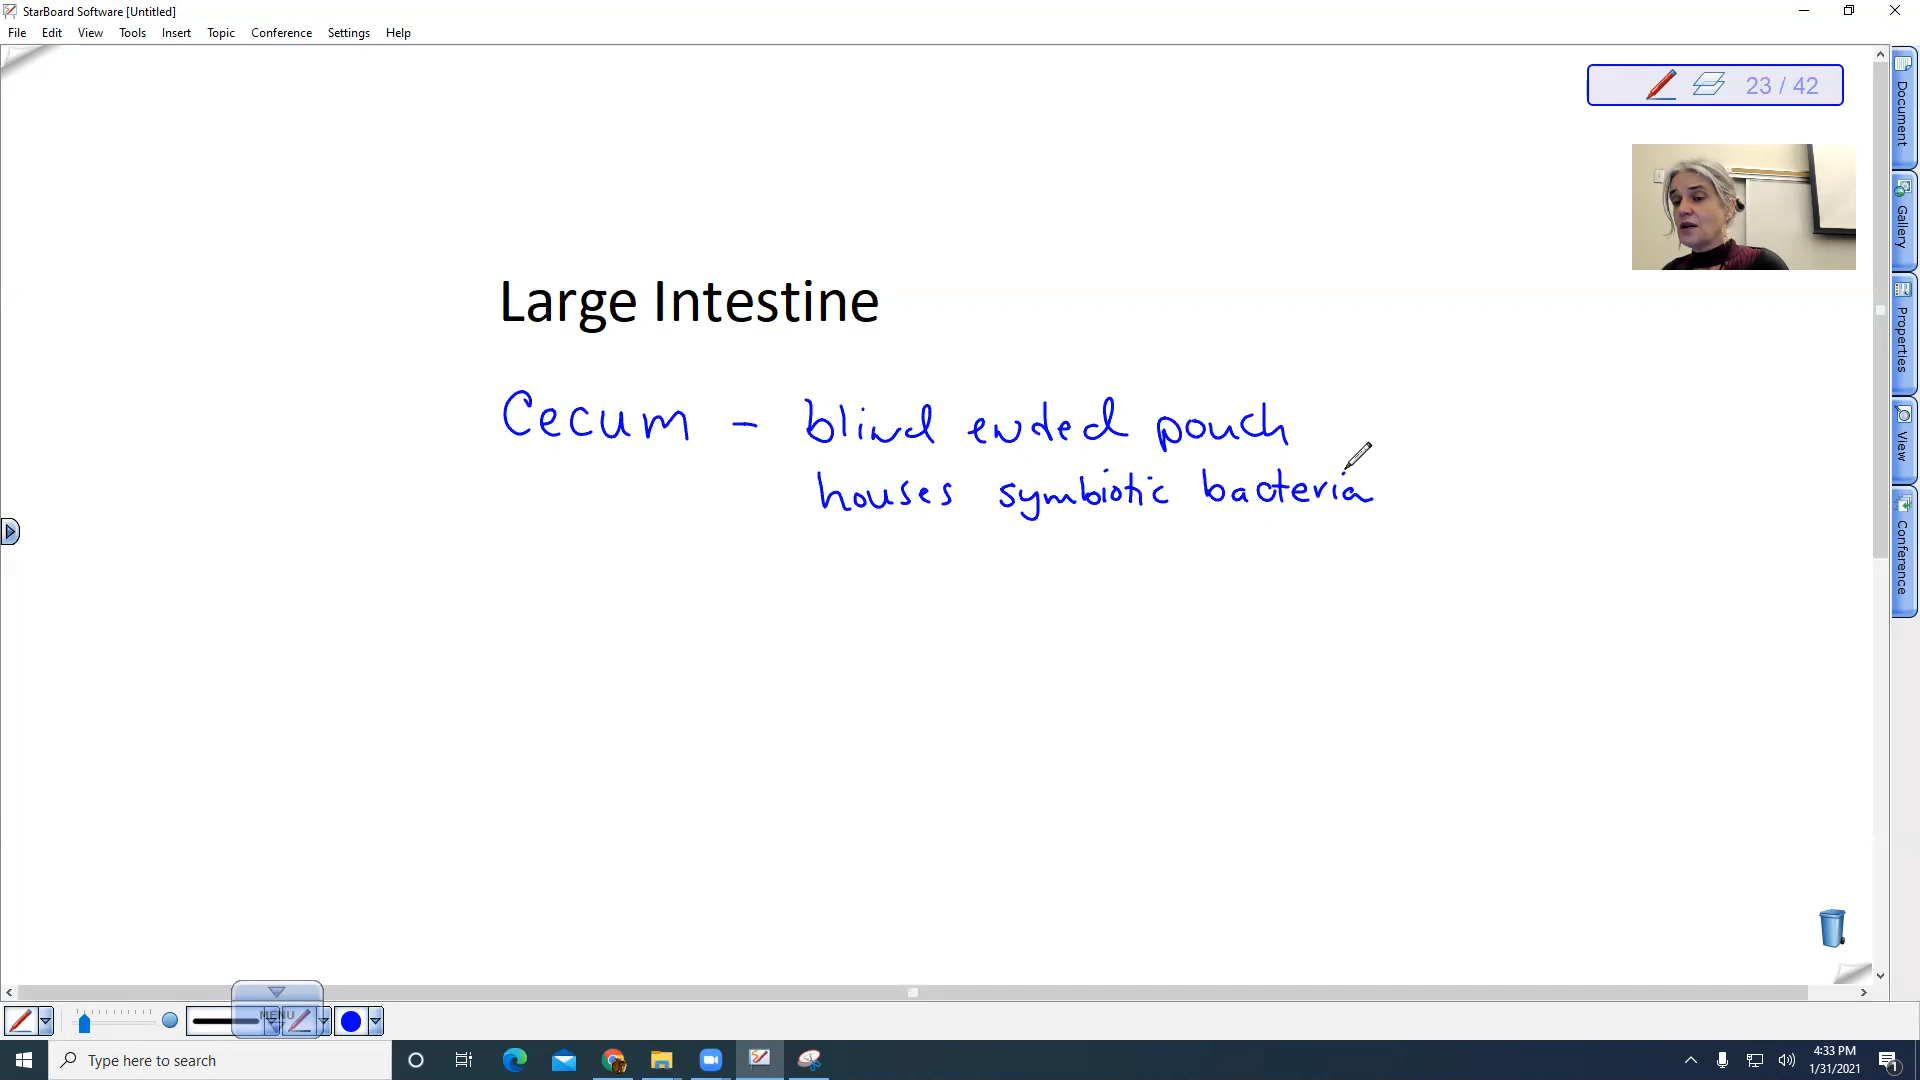 StarBoard Software [Untitled]
File Edit View Tools Insert Topic Conference Settings Help
23 / 42
Document
Gallery
Properties
View
Conference
Large Intestine
Cecum - blind ended pouch
houses symbiotic bacteria
MENU
Type here to search
4:33 PM
1/31/2021
1